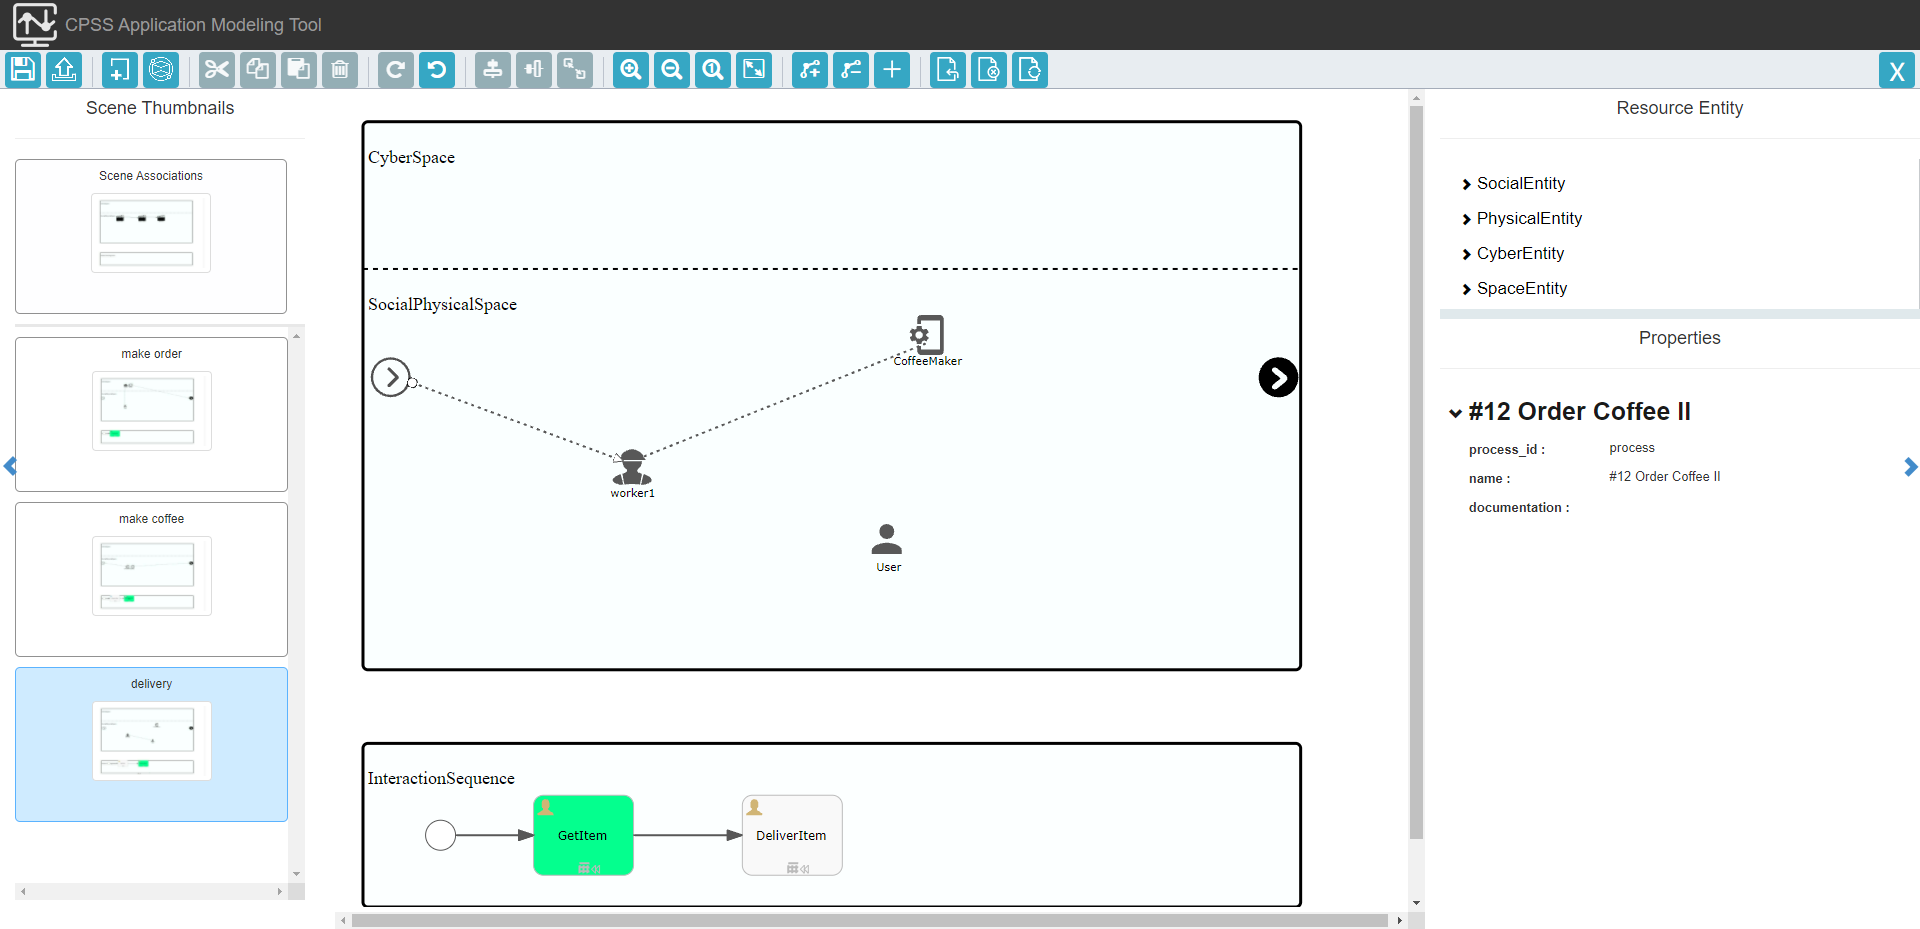 CPSS Application Modeling Tool
X
Scene Thumbnails
Scene Associations
make order
make coffee
delivery
CyberSpace
SocialPhysicalSpace
CoffeeMaker
worker1
User
InteractionSequence
GetItem
DeliverItem
Resource Entity
SocialEntity
PhysicalEntity
CyberEntity
SpaceEntity
Properties
#12 Order Coffee II
process_id : process
name : #12 Order Coffee II
documentation :